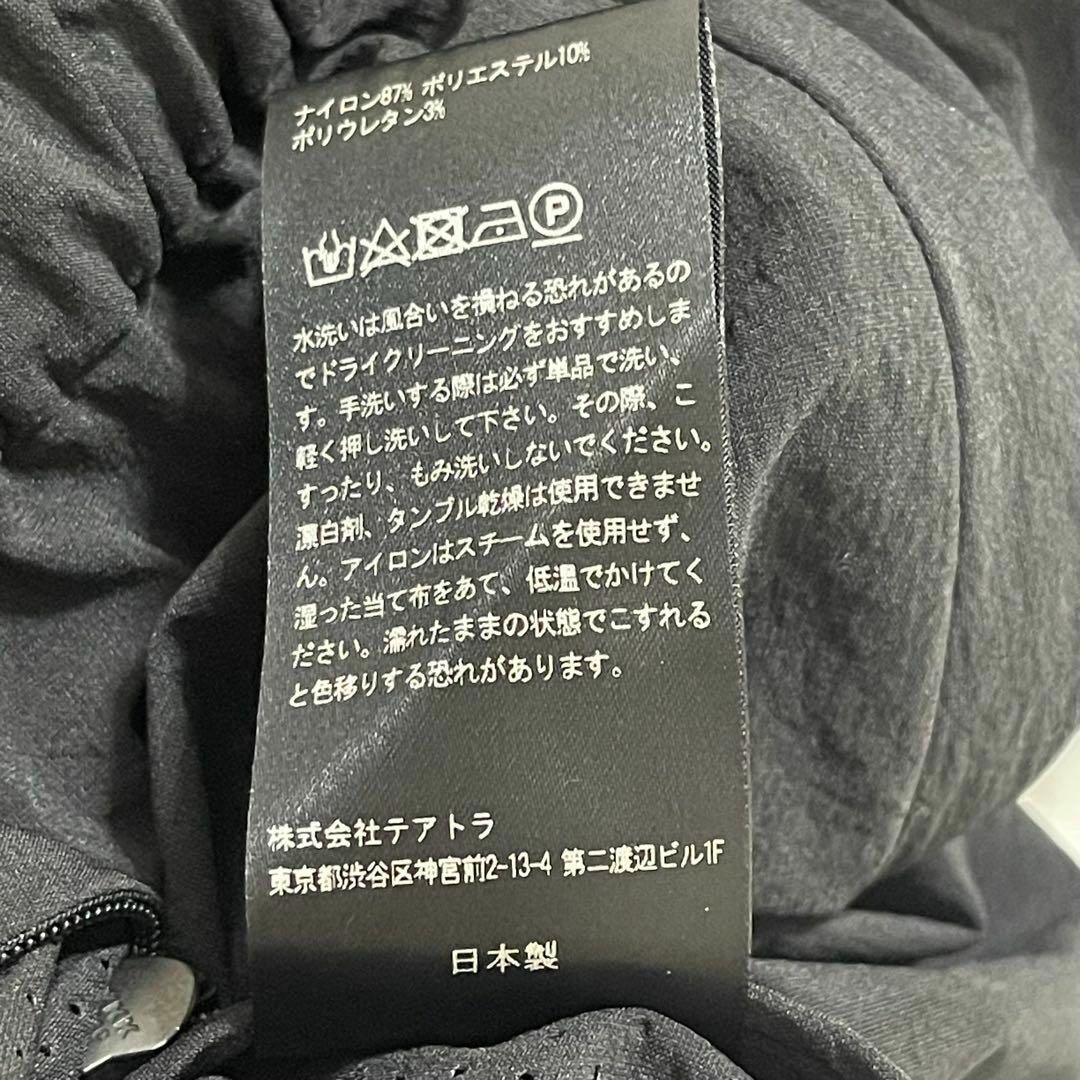 ナイロン87% ポリエステル10%
ポリウレタン3%
P
水洗いは風合いを損ねる恐れがあるの
でドライクリーニングをおすすめしま
す。手洗いする際は必ず単品で洗い、
軽く押し洗いして下さい。その際、こ
すったり、もみ洗いしないでください。
漂白剤、タンブル乾燥は使用できませ
ん。アイロンはスチームを使用せず、
湿った当て布をあて、低温でかけてく
ださい。濡れたままの状態でこすれる
と色移りする恐れがあります。
株式会社テアトラ
東京都渋谷区神宮前2-13-4 第二渡辺ビル1F
日本製